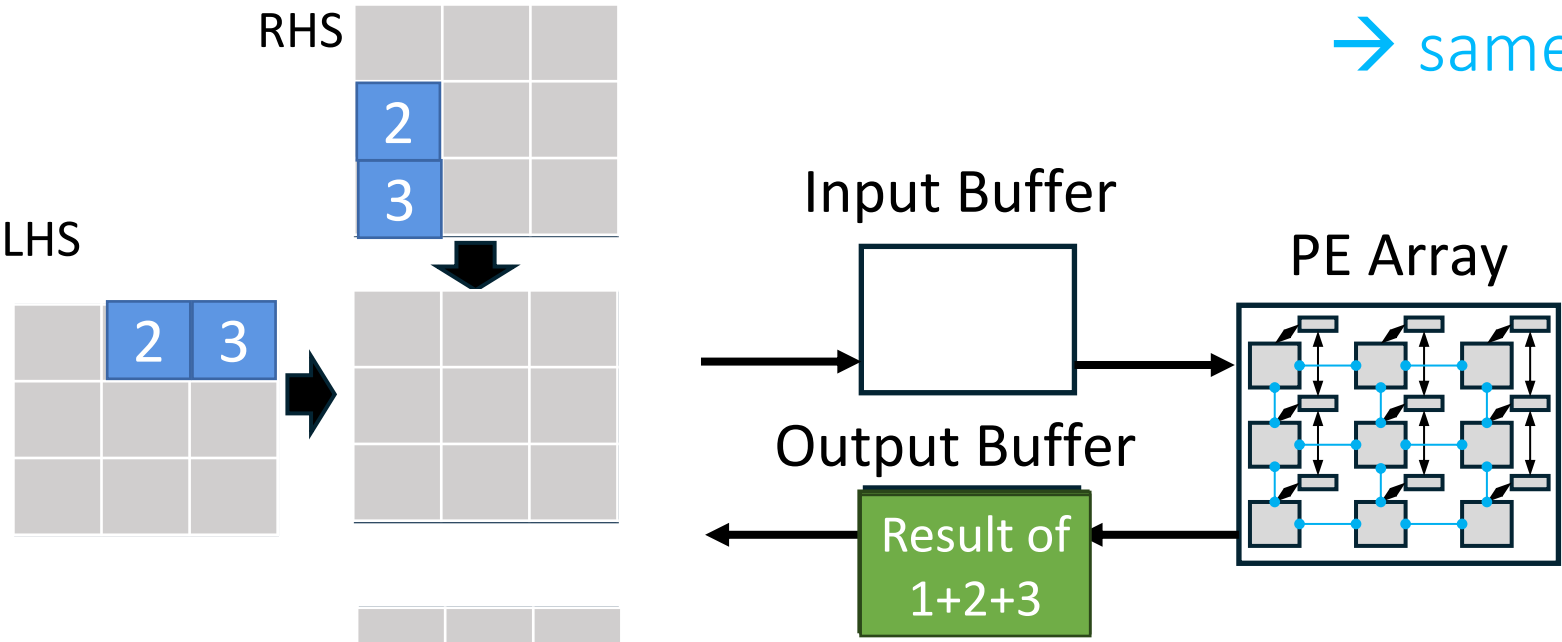 RHS
→ same
2
3
LHS
2 3
Input Buffer
PE Array
Output Buffer
Result of
1+2+3